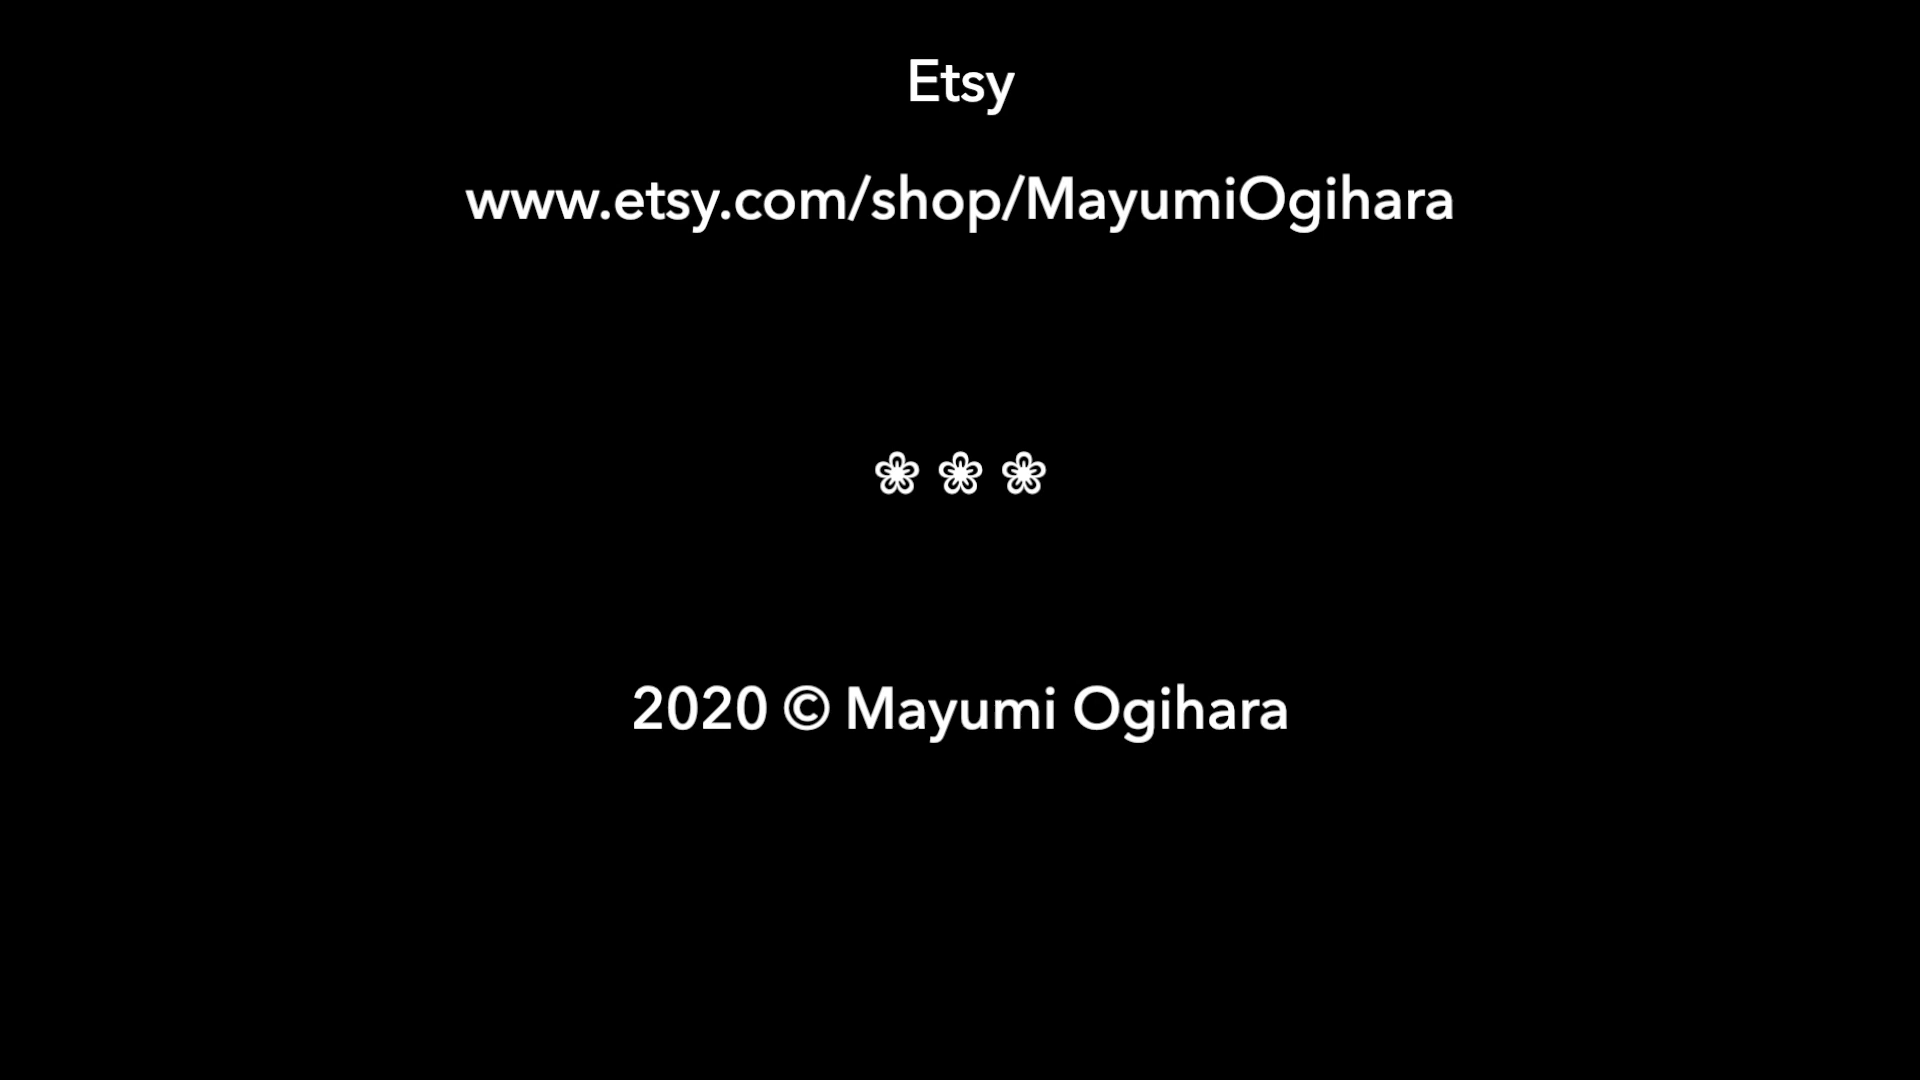 Etsy
www.etsy.com/shop/MayumiOgihara
❀ ❀ ❀
2020 © Mayumi Ogihara